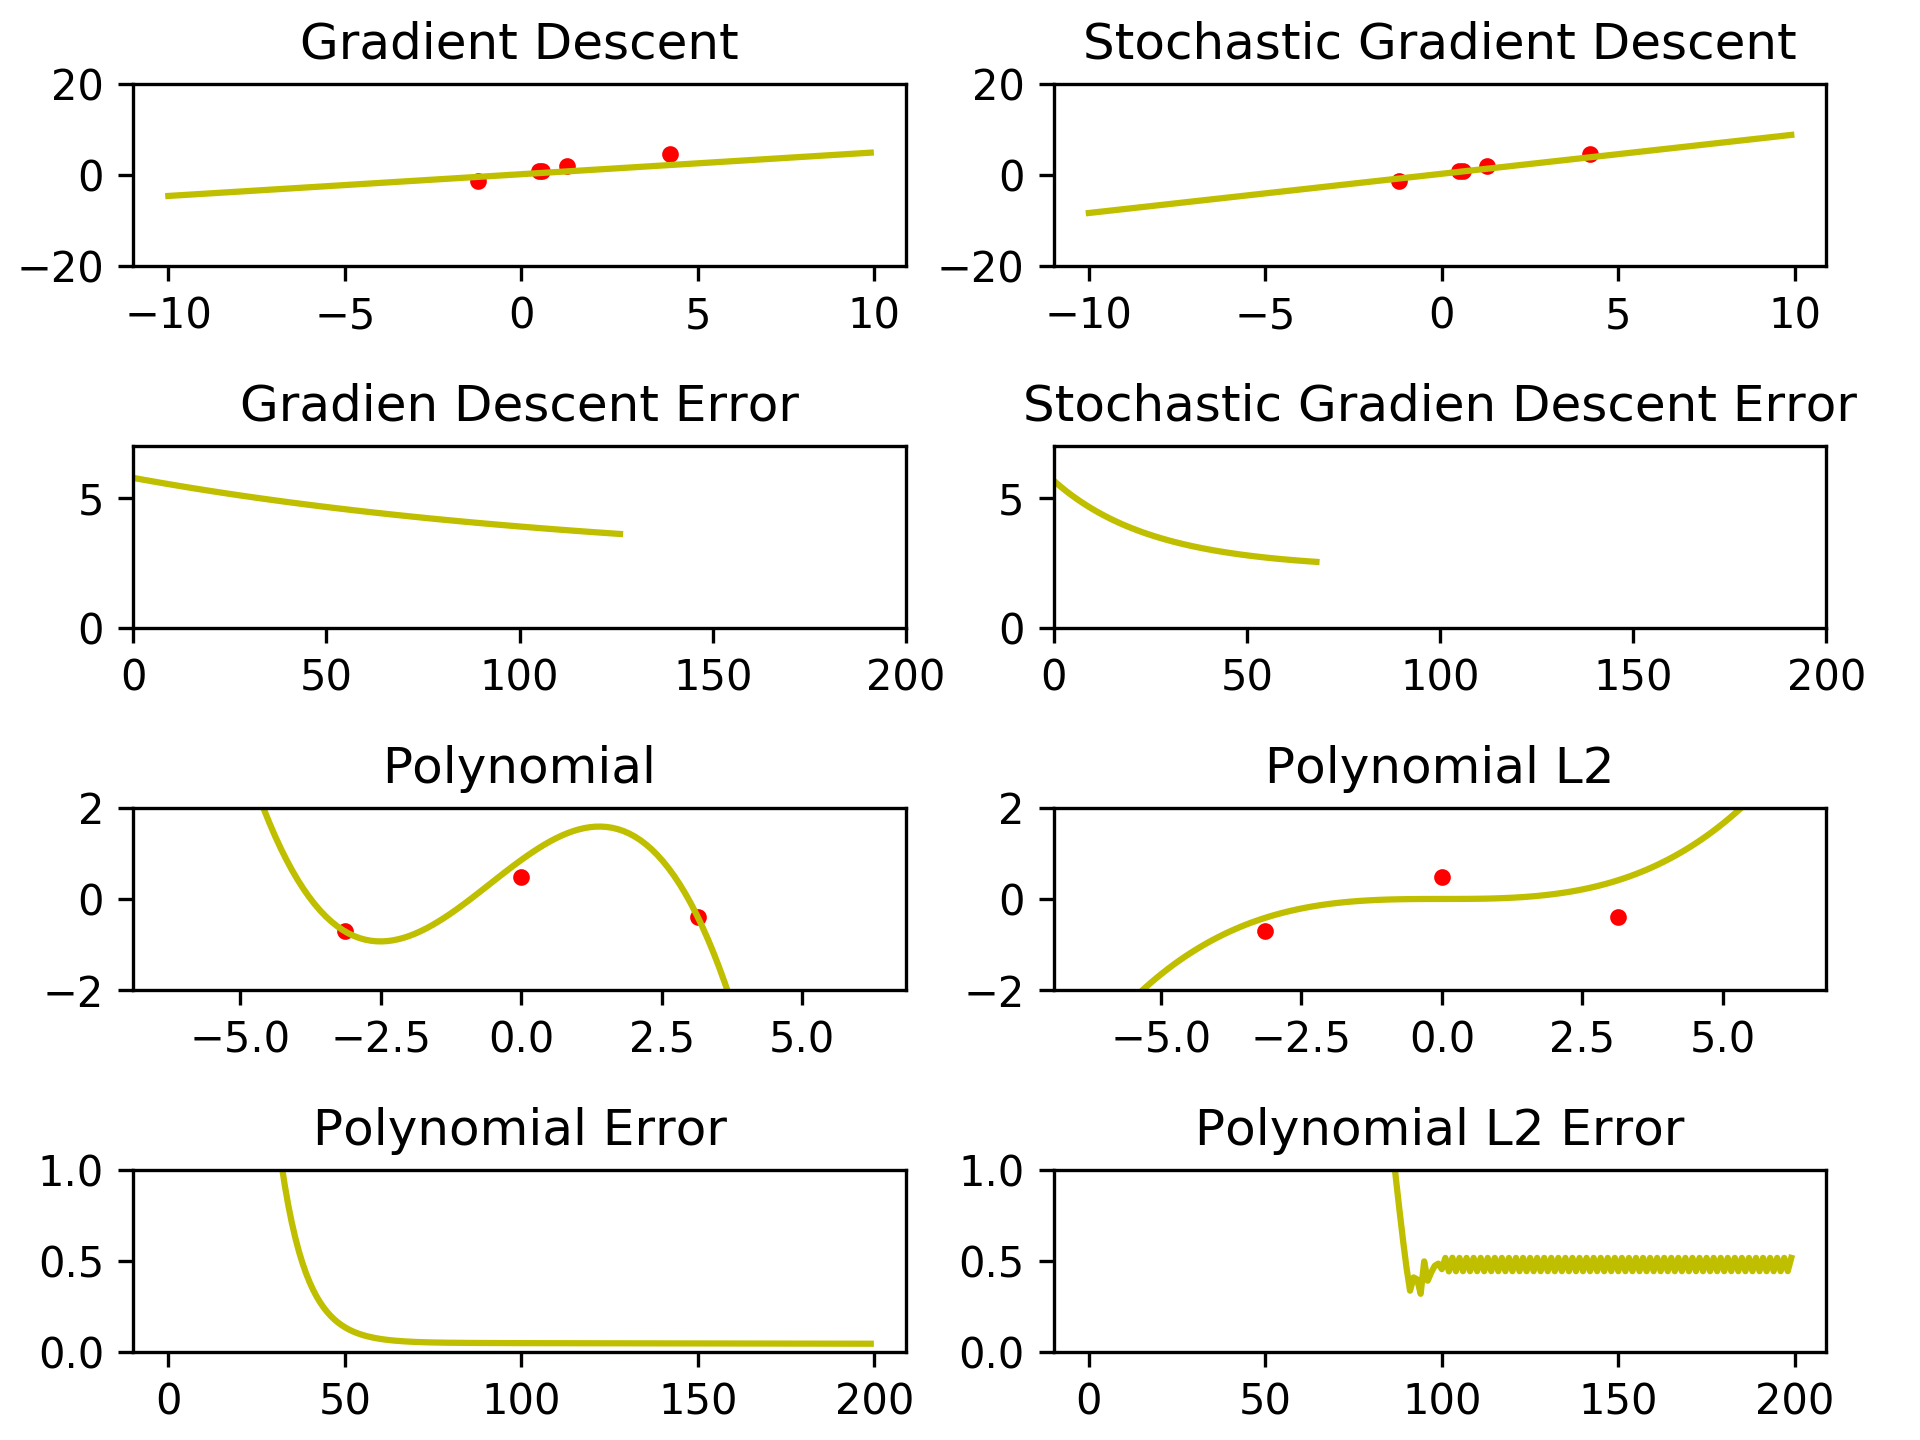 Gradient Descent
20
0
−20
−10 −5 0 5 10
Stochastic Gradient Descent
20
0
−20
−10 −5 0 5 10
Gradien Descent Error
5
0
0 50 100 150 200
Stochastic Gradien Descent Error
5
0
0 50 100 150 200
Polynomial
2
0
−2
−5.0 −2.5 0.0 2.5 5.0
Polynomial L2
2
0
−2
−5.0 −2.5 0.0 2.5 5.0
Polynomial Error
1.0
0.5
0.0
0 50 100 150 200
Polynomial L2 Error
1.0
0.5
0.0
0 50 100 150 200